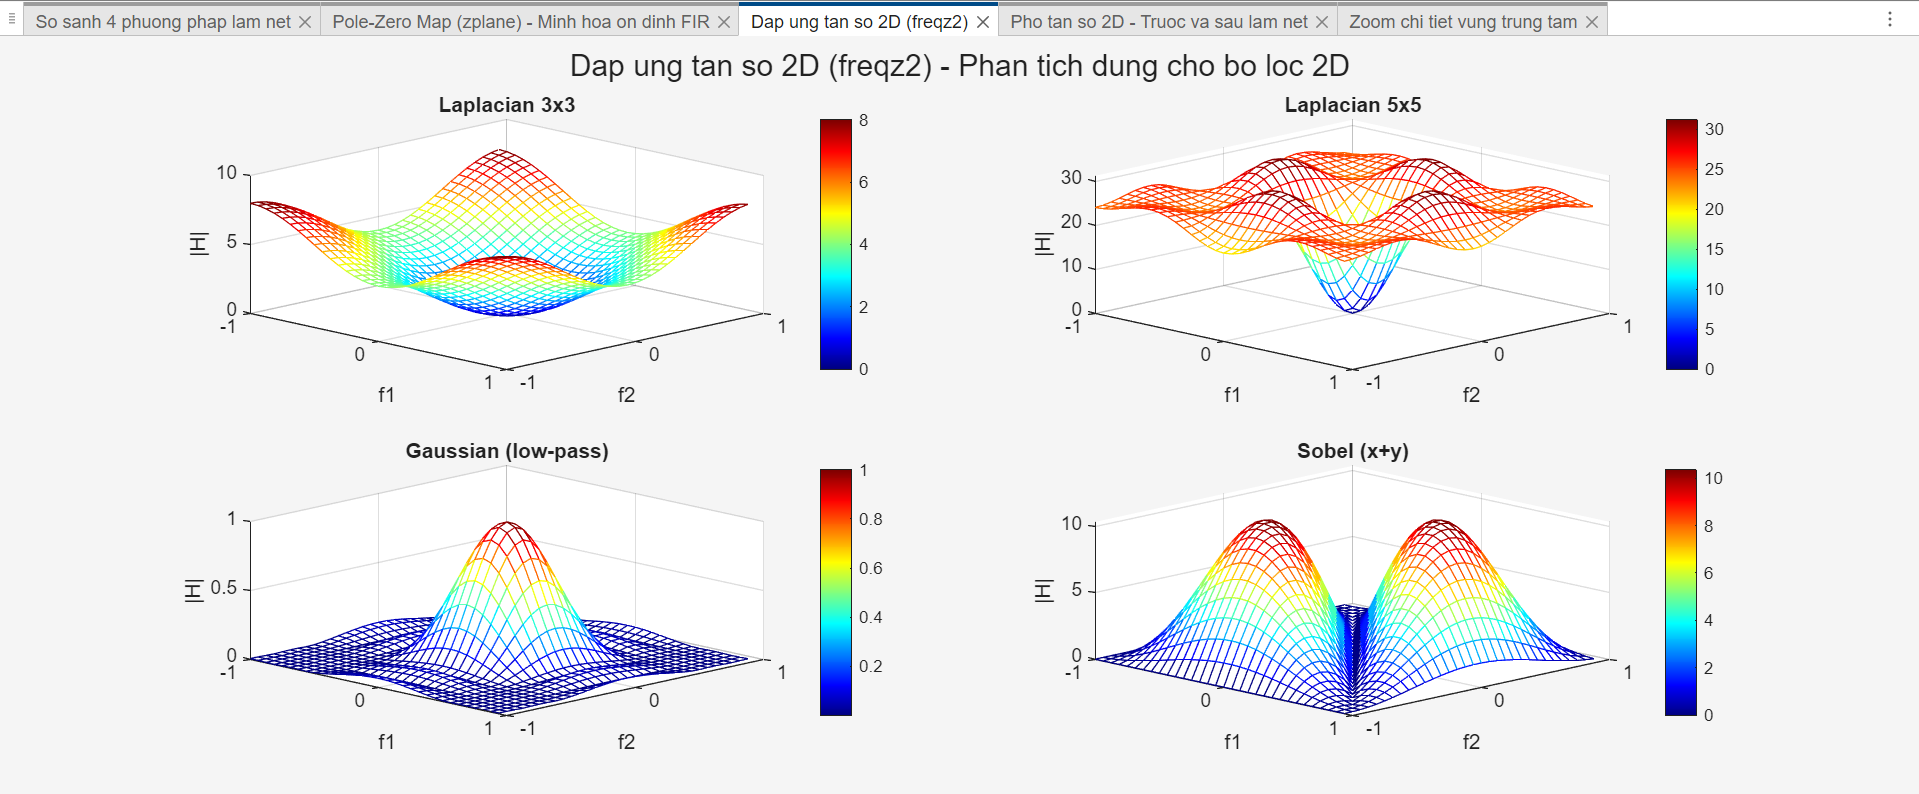 So sanh 4 phuong phap lam net
Pole-Zero Map (zplane) - Minh hoa on dinh FIR
Dap ung tan so 2D (freqz2)
Pho tan so 2D - Truoc va sau lam net
Zoom chi tiet vung trung tam
Dap ung tan so 2D (freqz2) - Phan tich dung cho bo loc 2D
Laplacian 3x3
|H|
10
5
0
-1
0
1
f1
-1
0
1
f2
8
6
4
2
0
Laplacian 5x5
|H|
30
20
10
0
-1
0
1
f1
-1
0
1
f2
30
25
20
15
10
5
0
Gaussian (low-pass)
|H|
1
0.5
0
-1
0
1
f1
-1
0
1
f2
1
0.8
0.6
0.4
0.2
Sobel (x+y)
|H|
10
5
0
-1
0
1
f1
-1
0
1
f2
10
8
6
4
2
0